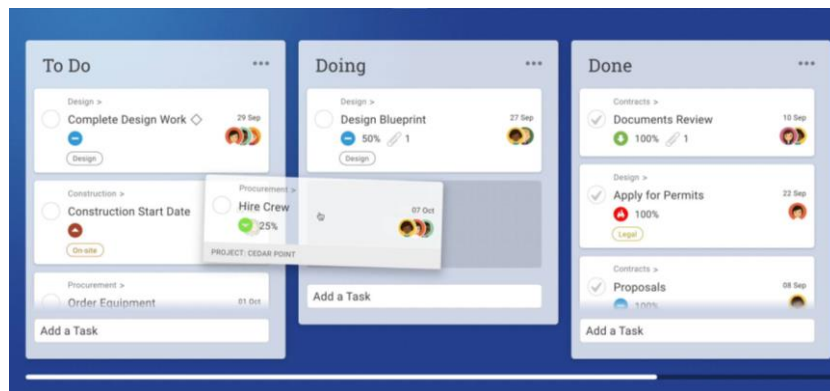 To Do
Design >
Complete Design Work
29 Sep
Design
Construction >
Construction Start Date
On-site
Procurement >
Order Equipment
01 Oct
Add a Task
Doing
Design >
Design Blueprint
27 Sep
50%
1
Design
Procurement >
Hire Crew
07 Oct
25%
PROJECT: CEDAR POINT
Add a Task
Done
Contracts >
Documents Review
10 Sep
100%
1
Design >
Apply for Permits
22 Sep
100%
Legal
Contracts >
Proposals
08 Sep
100%
Add a Task